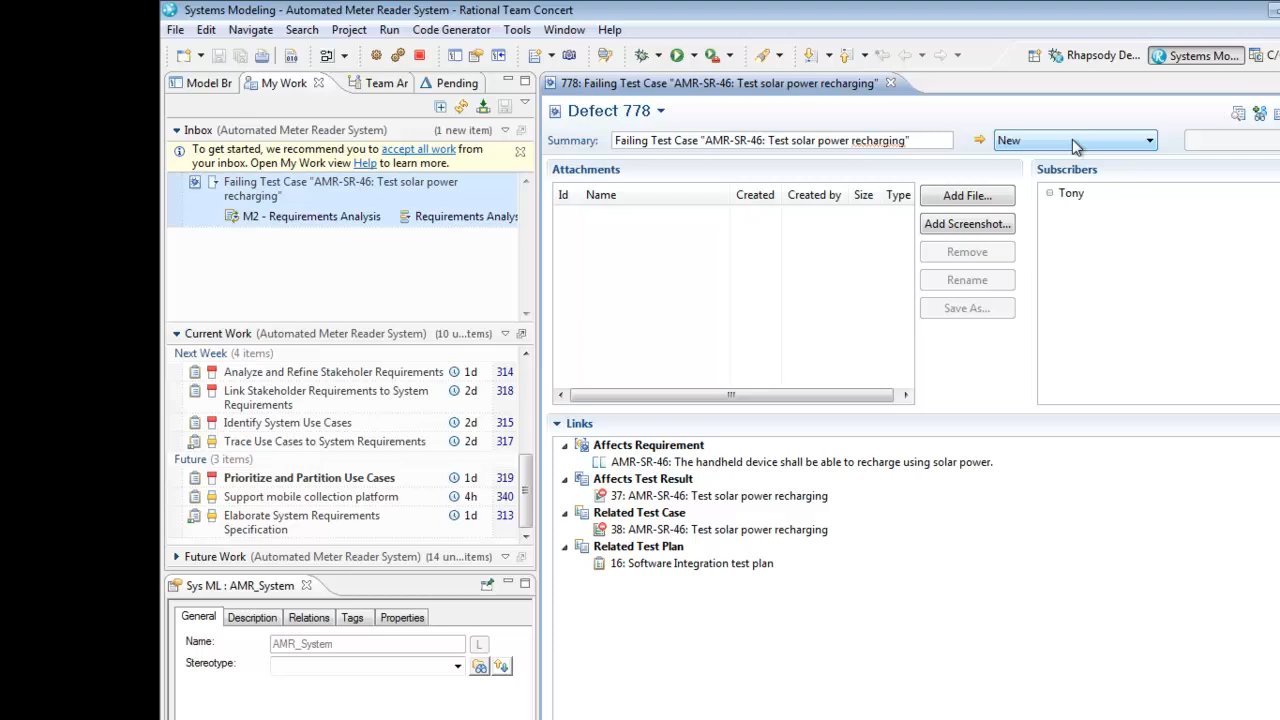 Systems Modeling - Automated Meter Reader System - Rational Team Concert
File Edit Navigate Search Project Run Code Generator Tools Window Help
Rhapsody De... Systems Mo... C/
Model Br My Work Team Ar Pending
778: Failing Test Case "AMR-SR-46: Test solar power recharging"
Defect 778
Inbox (Automated Meter Reader System) (1 new item)
To get started, we recommend you to accept all work from
your inbox. Open My Work view Help to learn more.
Failing Test Case "AMR-SR-46: Test solar power
recharging"
M2 - Requirements Analysis Requirements Analys
Current Work (Automated Meter Reader System) (10 u...tems)
Next Week (4 items)
Analyze and Refine Stakeholer Requirements 1d 314
Link Stakeholder Requirements to System 2d 318
Requirements
Identify System Use Cases 2d 315
Trace Use Cases to System Requirements 2d 317
Future (3 items)
Prioritize and Partition Use Cases 1d 319
Support mobile collection platform 4h 340
Elaborate System Requirements 1d 313
Specification
Future Work (Automated Meter Reader System) (14 un...tems)
Sys ML : AMR_System
General Description Relations Tags Properties
Name: AMR_System L
Stereotype:
Summary: Failing Test Case "AMR-SR-46: Test solar power recharging" New
Attachments
Id Name Created Created by Size Type
Add File...
Add Screenshot...
Remove
Rename
Save As...
Subscribers
Tony
Links
Affects Requirement
AMR-SR-46: The handheld device shall be able to recharge using solar power.
Affects Test Result
37: AMR-SR-46: Test solar power recharging
Related Test Case
38: AMR-SR-46: Test solar power recharging
Related Test Plan
16: Software Integration test plan